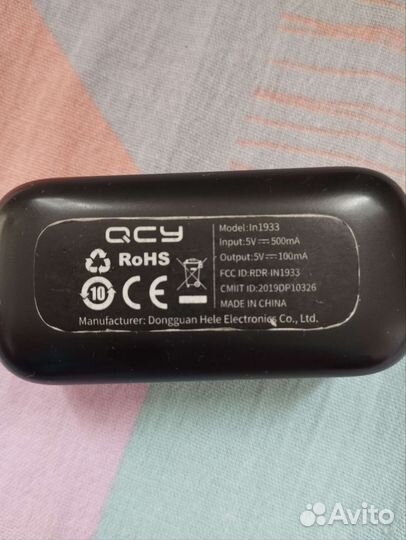 QCY
RoHS
10
CE
Model:In1933
Input:5V⎓500mA
Output:5V⎓100mA
FCC ID:RDR-IN1933
CMIIT ID:2019DP10326
MADE IN CHINA
Manufacturer: Dongguan Hele Electronics Co., Ltd.
Avito